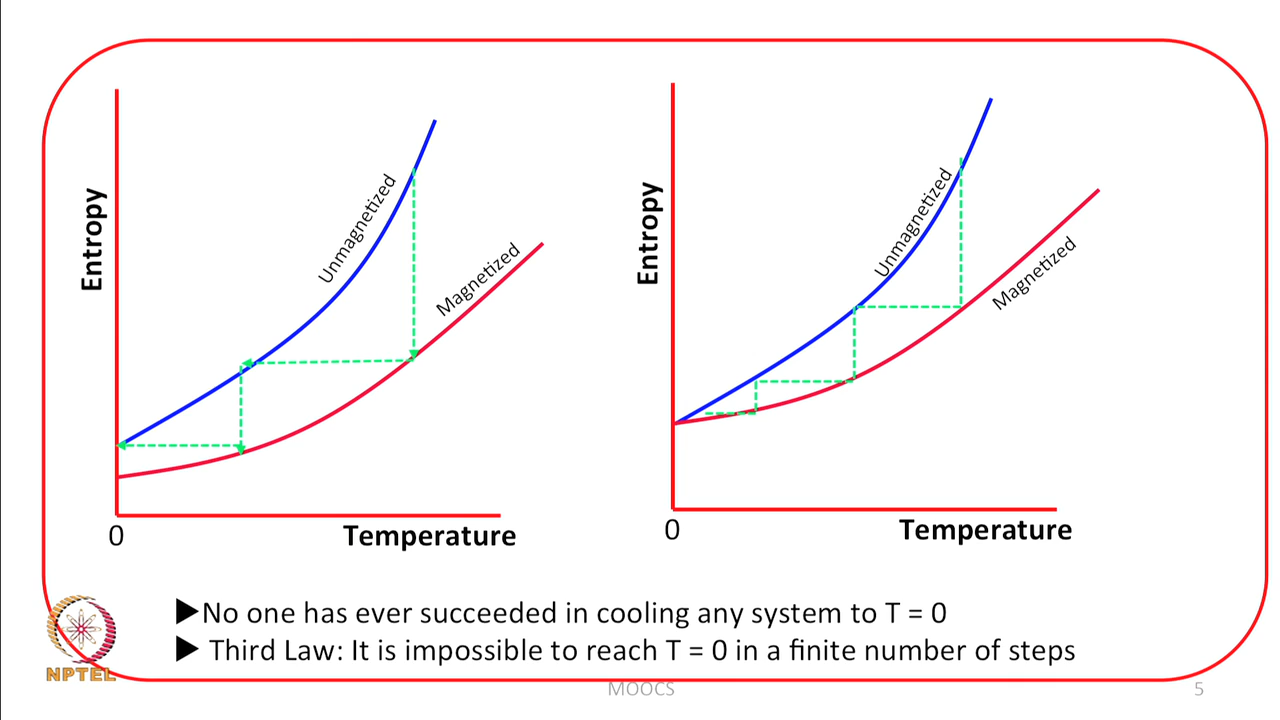 Entropy
Unmagnetized
Magnetized
0
Temperature
Entropy
Unmagnetized
Magnetized
0
Temperature
▶No one has ever succeeded in cooling any system to T = 0
▶ Third Law: It is impossible to reach T = 0 in a finite number of steps
NPTEL
MOOCS
5